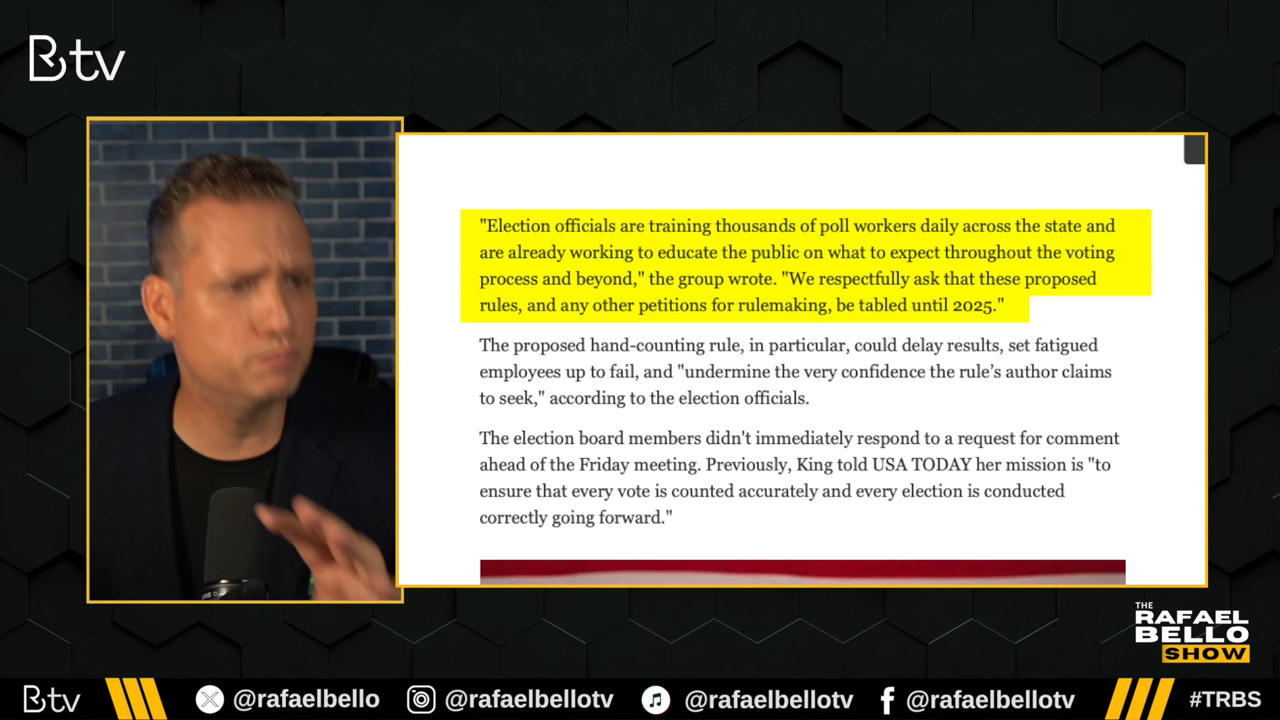 Btv
"Election officials are training thousands of poll workers daily across the state and
are already working to educate the public on what to expect throughout the voting
process and beyond," the group wrote. "We respectfully ask that these proposed
rules, and any other petitions for rulemaking, be tabled until 2025."
The proposed hand-counting rule, in particular, could delay results, set fatigued
employees up to fail, and "undermine the very confidence the rule’s author claims
to seek," according to the election officials.
The election board members didn't immediately respond to a request for comment
ahead of the Friday meeting. Previously, King told USA TODAY her mission is "to
ensure that every vote is counted accurately and every election is conducted
correctly going forward."
THE
RAFAEL
BELLO
SHOW
Btv @rafaelbello @rafaelbellotv @rafaelbellotv @rafaelbellotv #TRBS